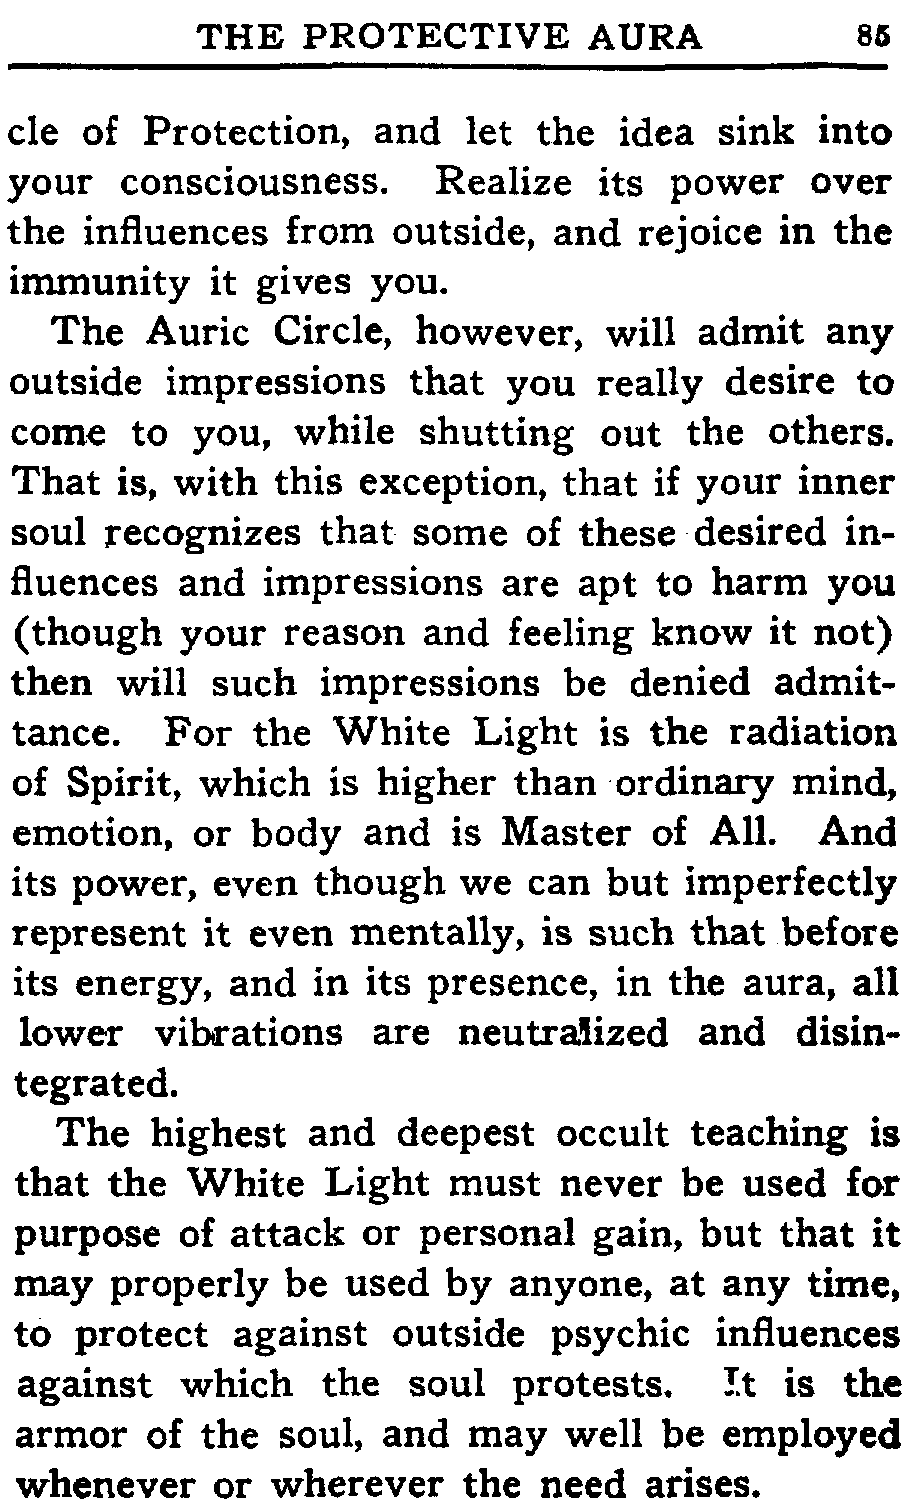 THE PROTECTIVE AURA 85
cle of Protection, and let the idea sink into
your consciousness. Realize its power over
the influences from outside, and rejoice in the
immunity it gives you.
The Auric Circle, however, will admit any
outside impressions that you really desire to
come to you, while shutting out the others.
That is, with this exception, that if your inner
soul recognizes that some of these desired in-
fluences and impressions are apt to harm you
(though your reason and feeling know it not)
then will such impressions be denied admit-
tance. For the White Light is the radiation
of Spirit, which is higher than ordinary mind,
emotion, or body and is Master of All. And
its power, even though we can but imperfectly
represent it even mentally, is such that before
its energy, and in its presence, in the aura, all
lower vibrations are neutralized and disin-
tegrated.
The highest and deepest occult teaching is
that the White Light must never be used for
purpose of attack or personal gain, but that it
may properly be used by anyone, at any time,
to protect against outside psychic influences
against which the soul protests. It is the
armor of the soul, and may well be employed
whenever or wherever the need arises.